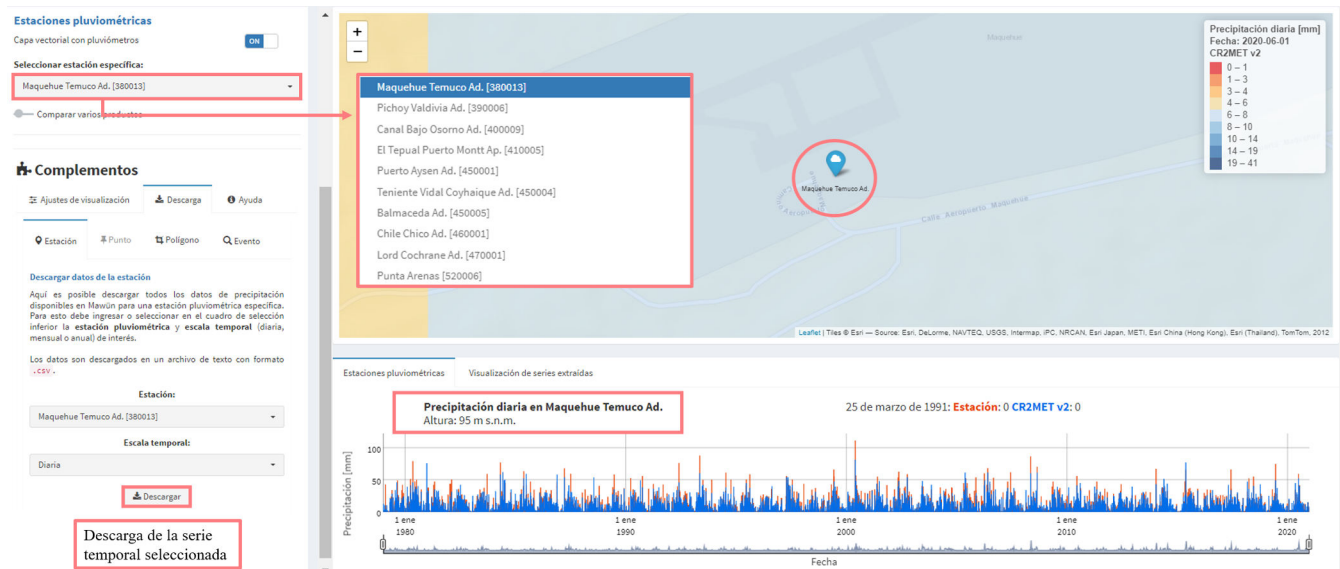 Estaciones pluviométricas
Capa vectorial con pluviómetros
ON
Seleccionar estación específica:
Maquehue Temuco Ad. [380013]
Comparar varios productos
Complementos
Ajustes de visualización
Descarga
Ayuda
Estación
Punto
Polígono
Evento
Descargar datos de la estación
Aquí es posible descargar todos los datos de precipitación
disponibles en Mawün para una estación pluviométrica específica.
Para esto debe ingresar o seleccionar en el cuadro de selección
inferior la estación pluviométrica y escala temporal (diaria,
mensual o anual) de interés.
Los datos son descargados en un archivo de texto con formato
.csv.
Estación:
Maquehue Temuco Ad. [380013]
Escala temporal:
Diaria
Descargar
Descarga de la serie
temporal seleccionada
+
−
Maquehue Temuco Ad. [380013]
Pichoy Valdivia Ad. [390006]
Canal Bajo Osorno Ad. [400009]
El Tepual Puerto Montt Ap. [410005]
Puerto Aysen Ad. [450001]
Teniente Vidal Coyhaique Ad. [450004]
Balmaceda Ad. [450005]
Chile Chico Ad. [460001]
Lord Cochrane Ad. [470001]
Punta Arenas [520006]
Maquehue
Maquehue Temuco Ad.
Calle Aeropuerto Maquehue
Precipitación diaria [mm]
Fecha: 2020-06-01
CR2MET v2
0 – 1
1 – 3
3 – 4
4 – 6
6 – 8
8 – 10
10 – 14
14 – 19
19 – 41
Leaflet | Tiles © Esri — Source: Esri, DeLorme, NAVTEQ, USGS, Intermap, iPC, NRCAN, Esri Japan, METI, Esri China (Hong Kong), Esri (Thailand), TomTom, 2012
Estaciones pluviométricas
Visualización de series extraídas
Precipitación diaria en Maquehue Temuco Ad.
Altura: 95 m s.n.m.
25 de marzo de 1991: Estación: 0 CR2MET v2: 0
Precipitación [mm]
100
50
0
1 ene
1980
1 ene
1990
1 ene
2000
1 ene
2010
1 ene
2020
Fecha